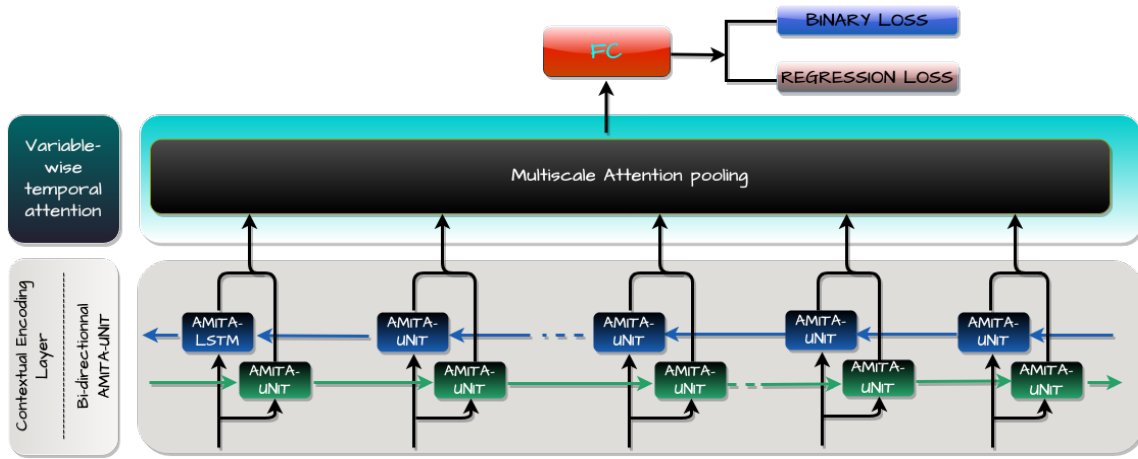 BINARY LOSS
FC
REGRESSION LOSS
Variable-
wise
temporal
attention
Multiscale Attention pooling
Contextual Encoding
Layer
Bi-directionnal
AMITA-UNIT
AMITA-
LSTM
AMITA-
UNIT
AMITA-
UNIT
AMITA-
UNIT
AMITA-
UNIT
AMITA-
UNIT
AMITA-
UNIT
AMITA-
UNIT
AMITA-
UNIT
AMITA-
UNIT